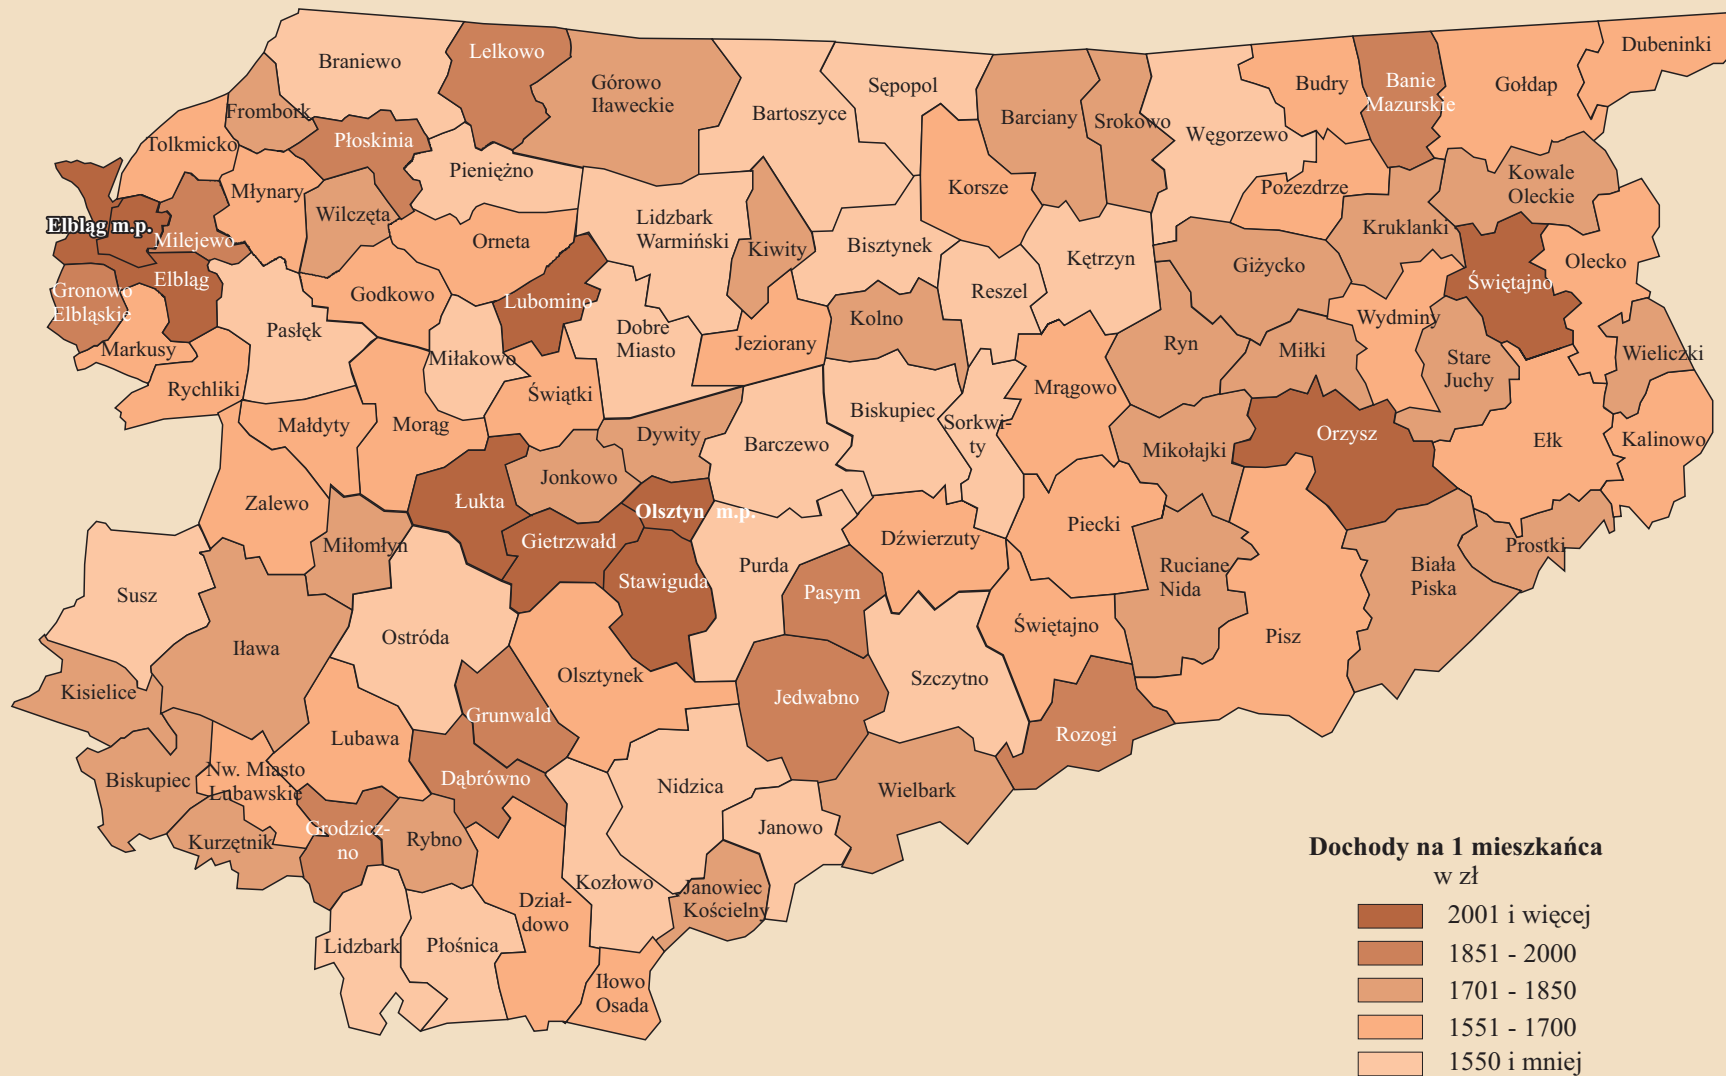 Braniewo
Lelkowo
Górowo
Iławeckie
Bartoszyce
Sępopol
Barciany
Srokowo
Węgorzewo
Budry
Banie
Mazurskie
Gołdap
Dubeninki
Frombork
Tolkmicko
Płoskinia
Pieniężno
Młynary
Wilczęta
Elbląg m.p.
Milejewo
Elbląg
Gronowo
Elbląskie
Markusy
Rychliki
Pasłęk
Godkowo
Orneta
Lubomino
Lidzbark
Warmiński
Kiwity
Bisztynek
Korsze
Kętrzyn
Reszel
Pozezdrze
Kruklanki
Kowale
Oleckie
Giżycko
Świętajno
Olecko
Wieliczki
Wydminy
Stare
Juchy
Miłki
Ryn
Kolno
Jeziorany
Dobre
Miasto
Miłakowo
Świątki
Morąg
Małdyty
Zalewo
Miłomłyn
Łukta
Jonkowo
Dywity
Barczewo
Biskupiec
Sorkwi-
ty
Mrągowo
Mikołajki
Orzysz
Ełk
Kalinowo
Prostki
Biała
Piska
Pisz
Ruciane
Nida
Piecki
Dźwierzuty
Olsztyn m.p.
Gietrzwałd
Stawiguda
Purda
Pasym
Świętajno
Szczytno
Jedwabno
Rozogi
Wielbark
Olsztynek
Ostróda
Iława
Susz
Kisielice
Biskupiec
Nw. Miasto
Lubawskie
Lubawa
Grunwald
Dąbrówno
Kurzętnik
Grodzicz-
no
Rybno
Nidzica
Janowo
Janowiec
Kościelny
Kozłowo
Dział-
dowo
Lidzbark
Płośnica
Iłowo
Osada
Dochody na 1 mieszkańca
w zł
2001 i więcej
1851 - 2000
1701 - 1850
1551 - 1700
1550 i mniej